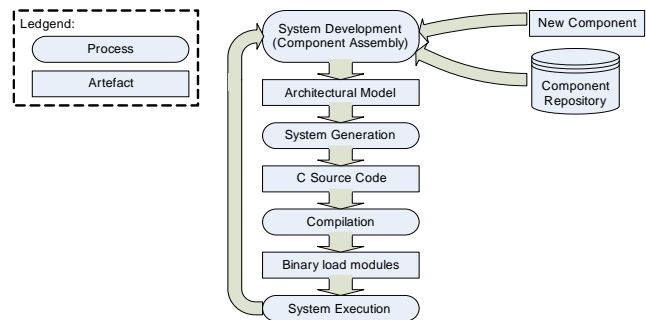 Ledgend:
Process
Artefact
System Development
(Component Assembly)
New Component
Component
Repository
Architectural Model
System Generation
C Source Code
Compilation
Binary load modules
System Execution